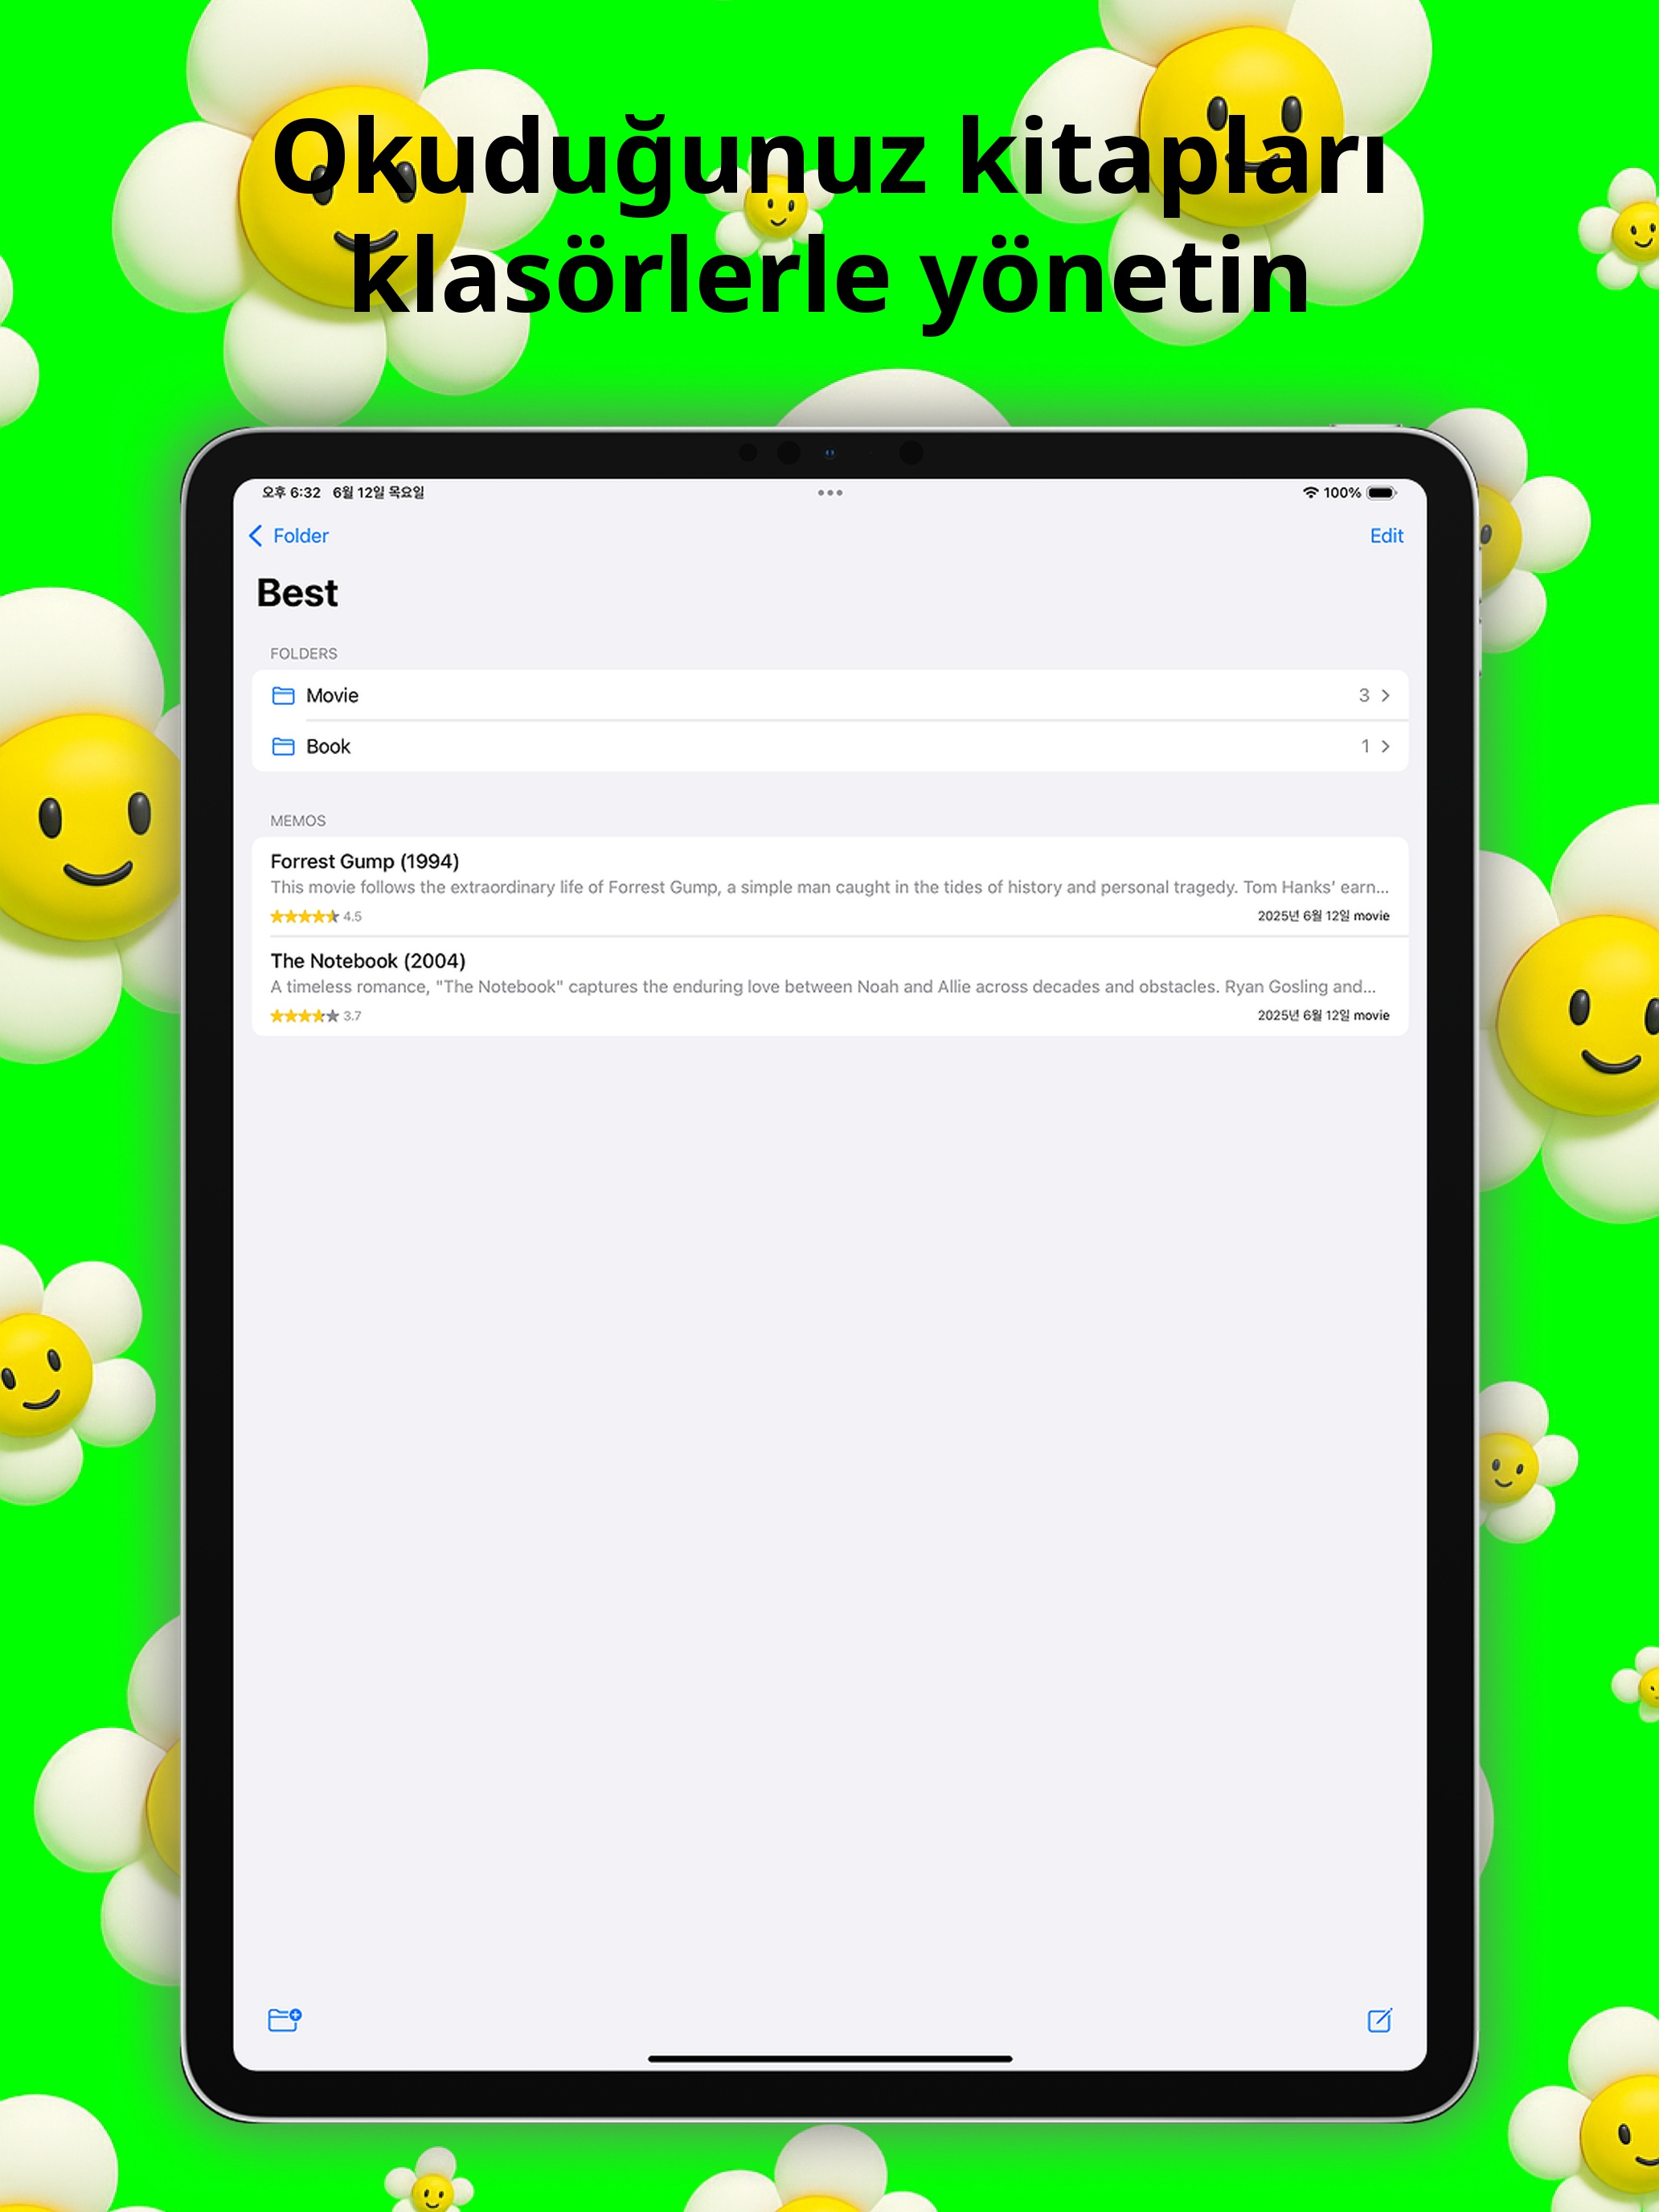 Okuduğunuz kitapları
klasörlerle yönetin
오후 6:32 6월 12일 목요일
100%
Folder
Edit
Best
FOLDERS
Movie 3
Book 1
MEMOS
Forrest Gump (1994)
This movie follows the extraordinary life of Forrest Gump, a simple man caught in the tides of history and personal tragedy. Tom Hanks' earn...
4.5 2025년 6월 12일 movie
The Notebook (2004)
A timeless romance, "The Notebook" captures the enduring love between Noah and Allie across decades and obstacles. Ryan Gosling and...
3.7 2025년 6월 12일 movie